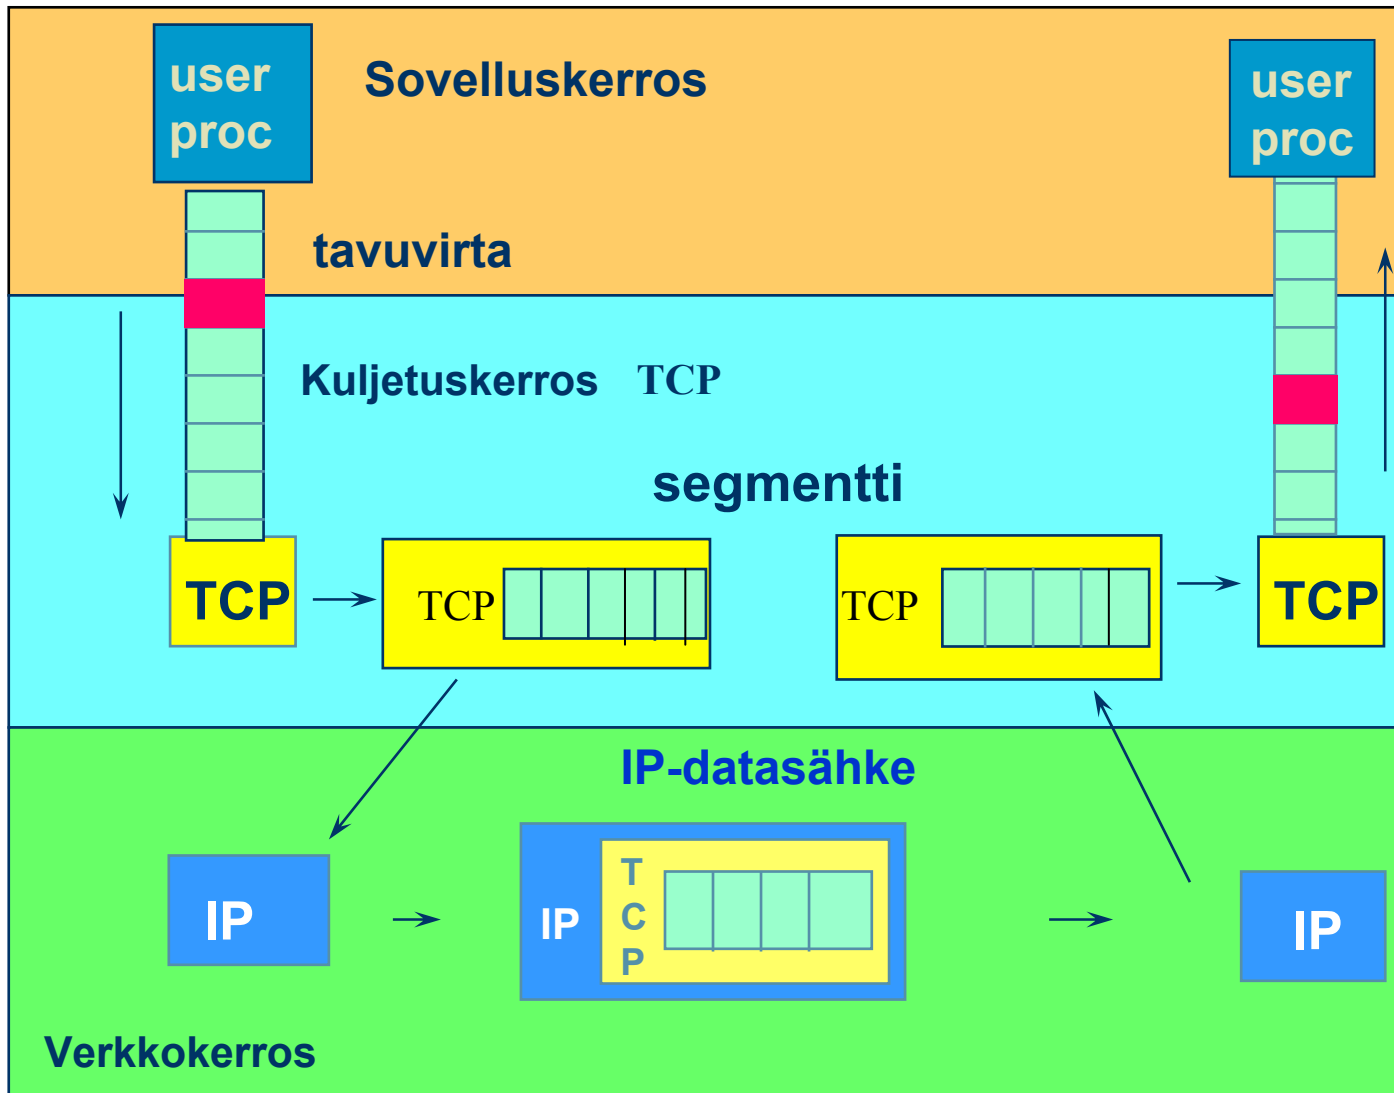 user
proc
Sovelluskerros
user
proc
tavuvirta
Kuljetuskerros TCP
segmentti
TCP
TCP
TCP
TCP
IP-datasähke
IP
IP
T
C
P
IP
Verkkokerros